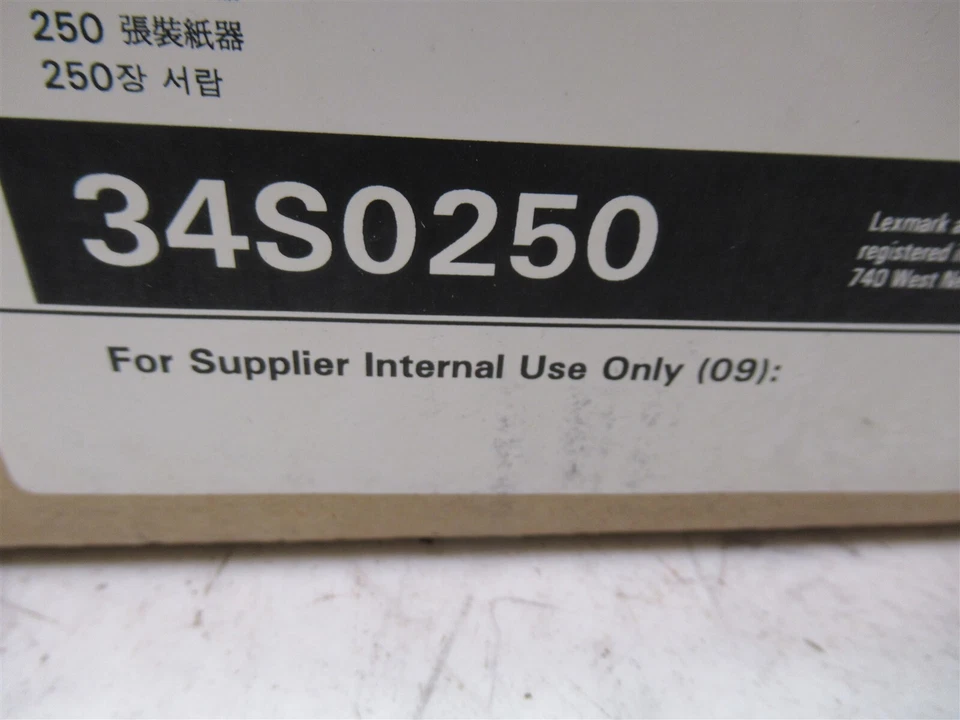 250 張裝紙器
250장 서랍
34S0250
Lexmark a
registered i
740 West Ne
For Supplier Internal Use Only (09):